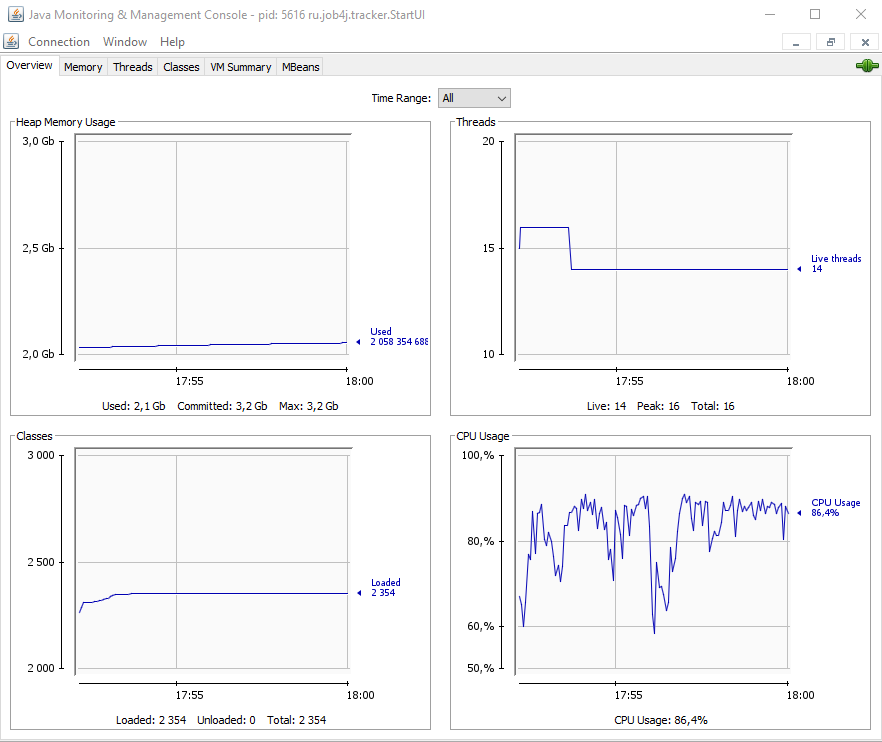 Java Monitoring & Management Console - pid: 5616 ru.job4j.tracker.StartUI
Connection Window Help
Overview Memory Threads Classes VM Summary MBeans
Time Range: All
Heap Memory Usage
3,0 Gb
2,5 Gb
2,0 Gb
Used
2 058 354 688
17:55 18:00
Used: 2,1 Gb Committed: 3,2 Gb Max: 3,2 Gb
Threads
20
15
10
Live threads
14
17:55 18:00
Live: 14 Peak: 16 Total: 16
Classes
3 000
2 500
2 000
Loaded
2 354
17:55 18:00
Loaded: 2 354 Unloaded: 0 Total: 2 354
CPU Usage
100,%
80,%
60,%
50,%
CPU Usage
86,4%
17:55 18:00
CPU Usage: 86,4%